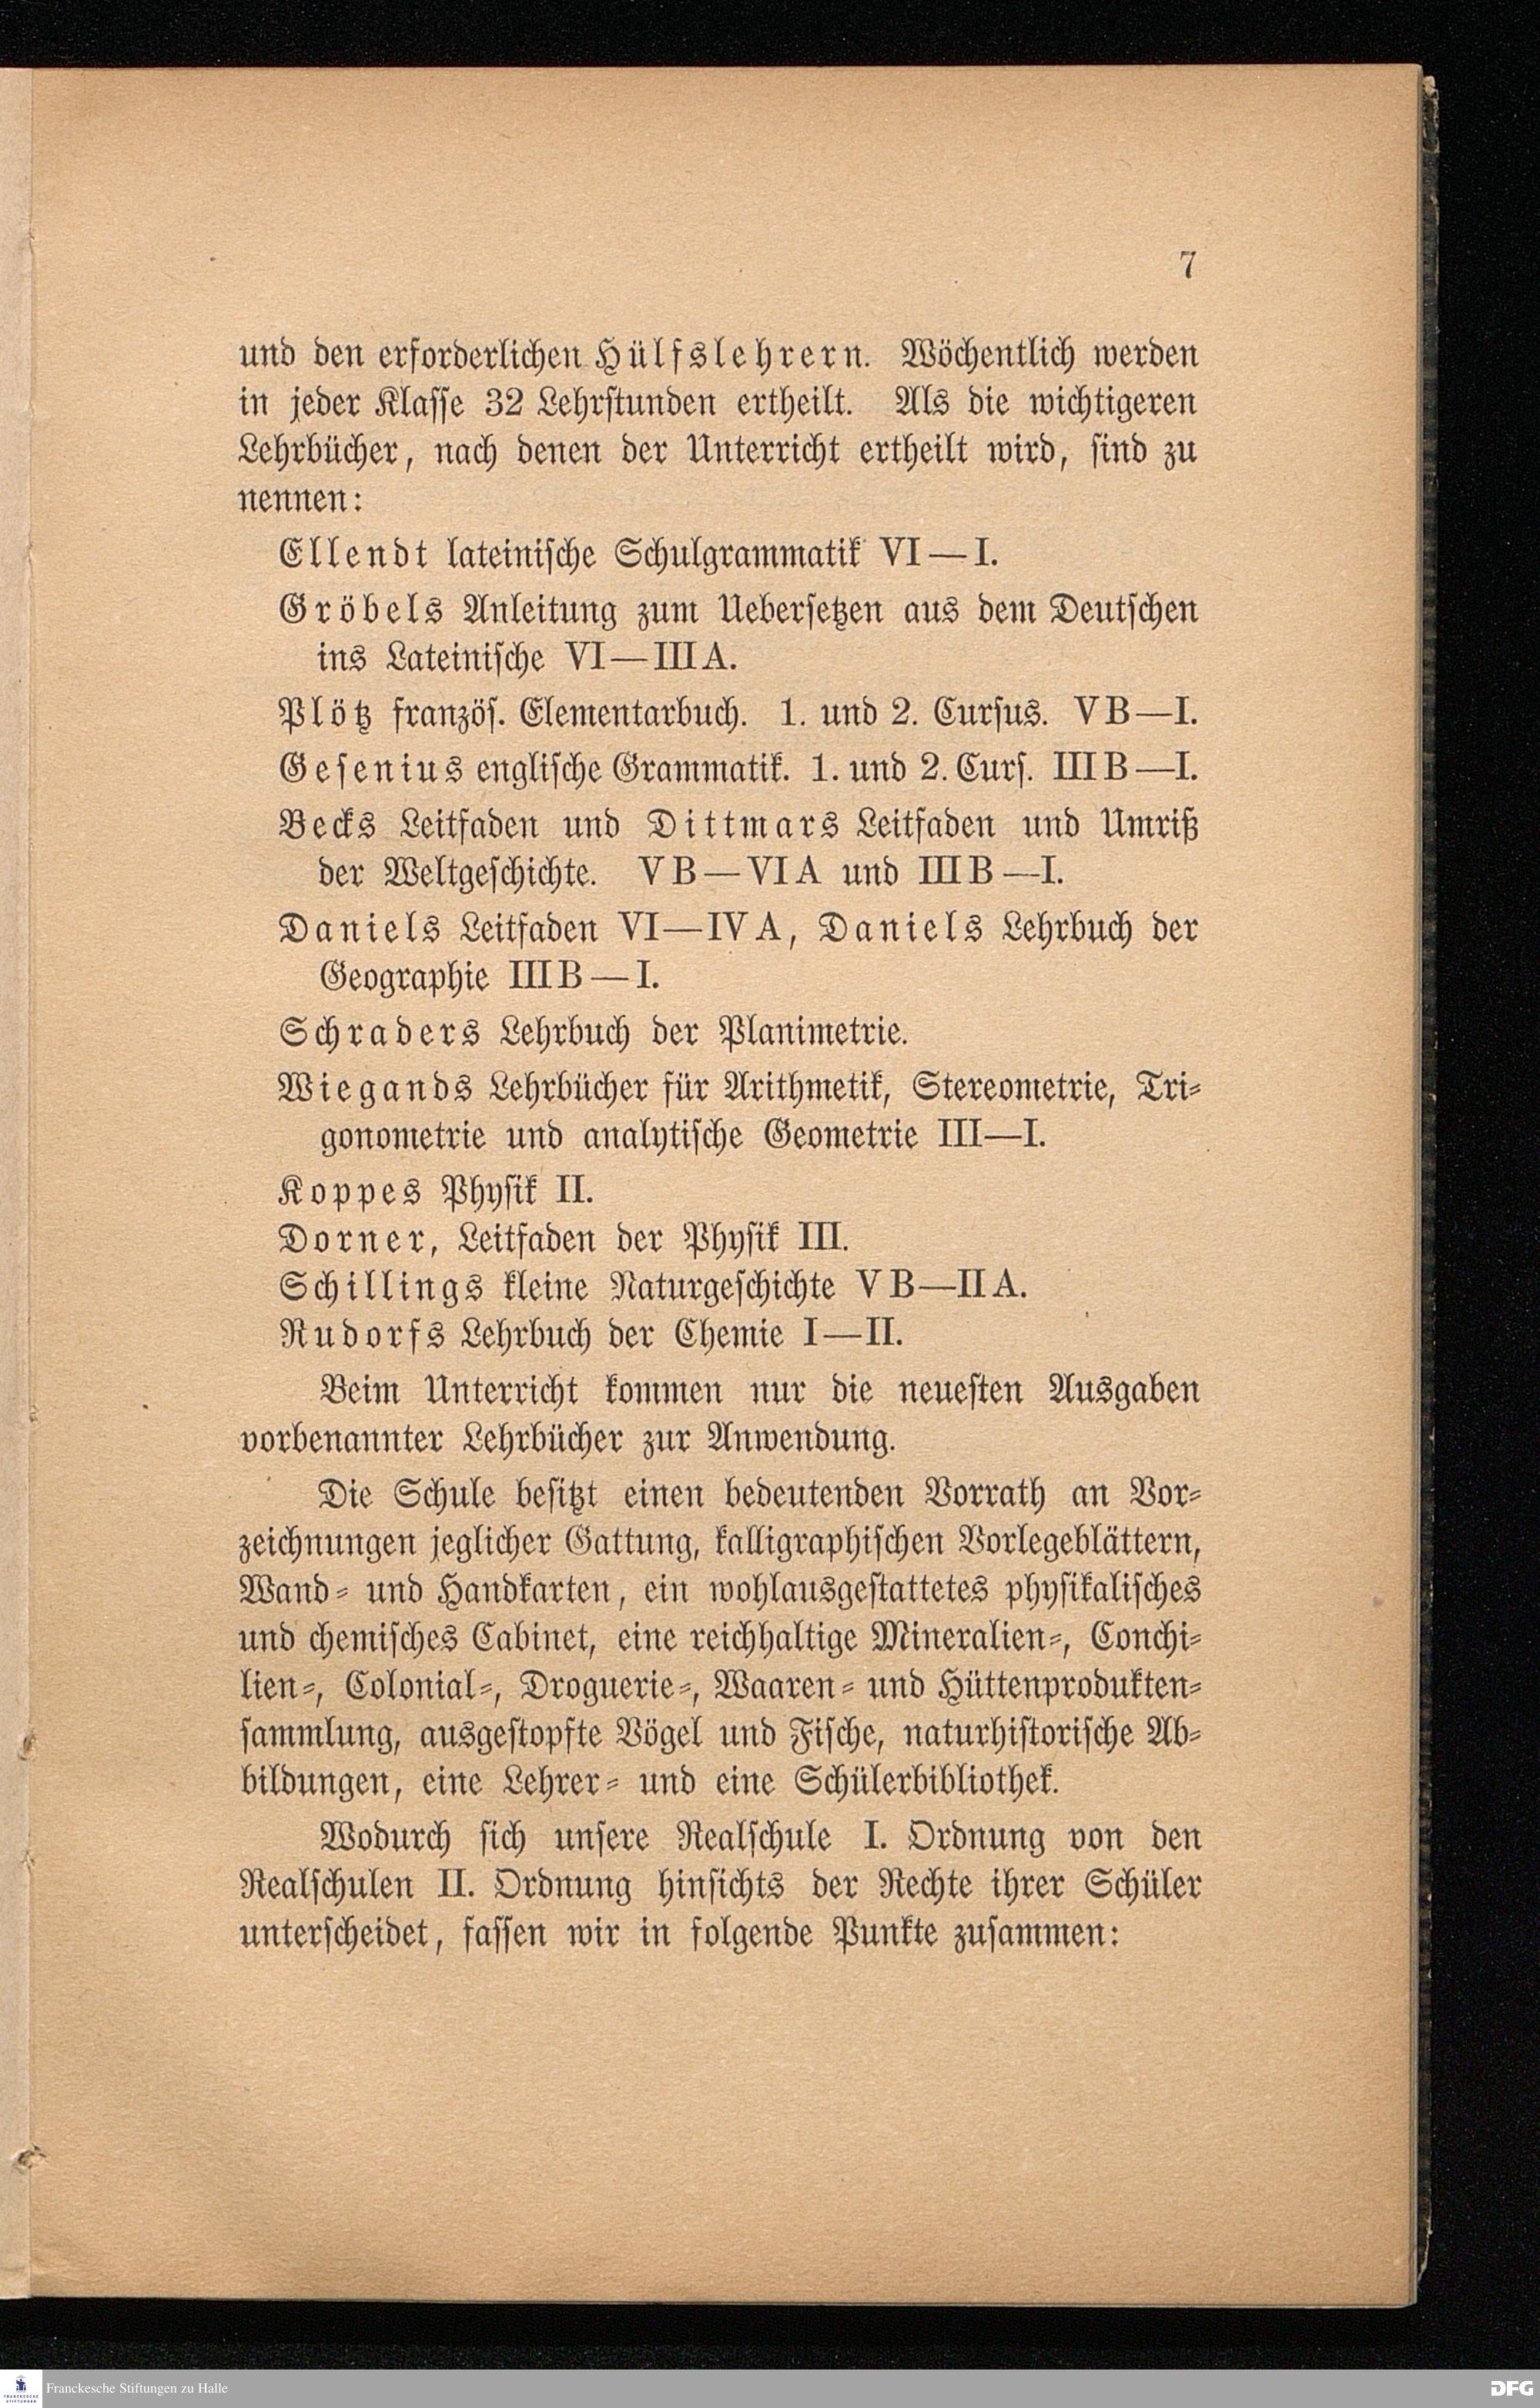 7
und den erforderlichen Hülfslehrern. Wöchentlich werden
in jeder Klasse 32 Lehrstunden ertheilt. Als die wichtigeren
Lehrbücher, nach denen der Unterricht ertheilt wird, sind zu
nennen:
Ellendt lateinische Schulgrammatik VI—I.
Gröbels Anleitung zum Uebersetzen aus dem Deutschen
ins Lateinische VI—III A.
Plötz französ. Elementarbuch. 1. und 2. Cursus. V B—I.
Gesenius englische Grammatik. 1. und 2. Curs. III B—I.
Becks Leitfaden und Dittmars Leitfaden und Umriß
der Weltgeschichte. V B—VI A und III B—I.
Daniels Leitfaden VI—IV A, Daniels Lehrbuch der
Geographie III B—I.
Schraders Lehrbuch der Planimetrie.
Wiegands Lehrbücher für Arithmetik, Stereometrie, Tri-
gonometrie und analytische Geometrie III—I.
Koppes Physik II.
Dorner, Leitfaden der Physik III.
Schillings kleine Naturgeschichte V B—II A.
Rudorfs Lehrbuch der Chemie I—II.
Beim Unterricht kommen nur die neuesten Ausgaben
vorbenannter Lehrbücher zur Anwendung.
Die Schule besitzt einen bedeutenden Vorrath an Vor-
zeichnungen jeglicher Gattung, kalligraphischen Vorlegeblättern,
Wand- und Handkarten, ein wohlausgestattetes physikalisches
und chemisches Cabinet, eine reichhaltige Mineralien-, Conchi-
lien-, Colonial-, Droguerie-, Waaren- und Hüttenprodukten-
sammlung, ausgestopfte Vögel und Fische, naturhistorische Ab-
bildungen, eine Lehrer- und eine Schülerbibliothek.
Wodurch sich unsere Realschule I. Ordnung von den
Realschulen II. Ordnung hinsichts der Rechte ihrer Schüler
unterscheidet, fassen wir in folgende Punkte zusammen:
FRANCKESCHE
STIFTUNGEN
Franckesche Stiftungen zu Halle
DFG